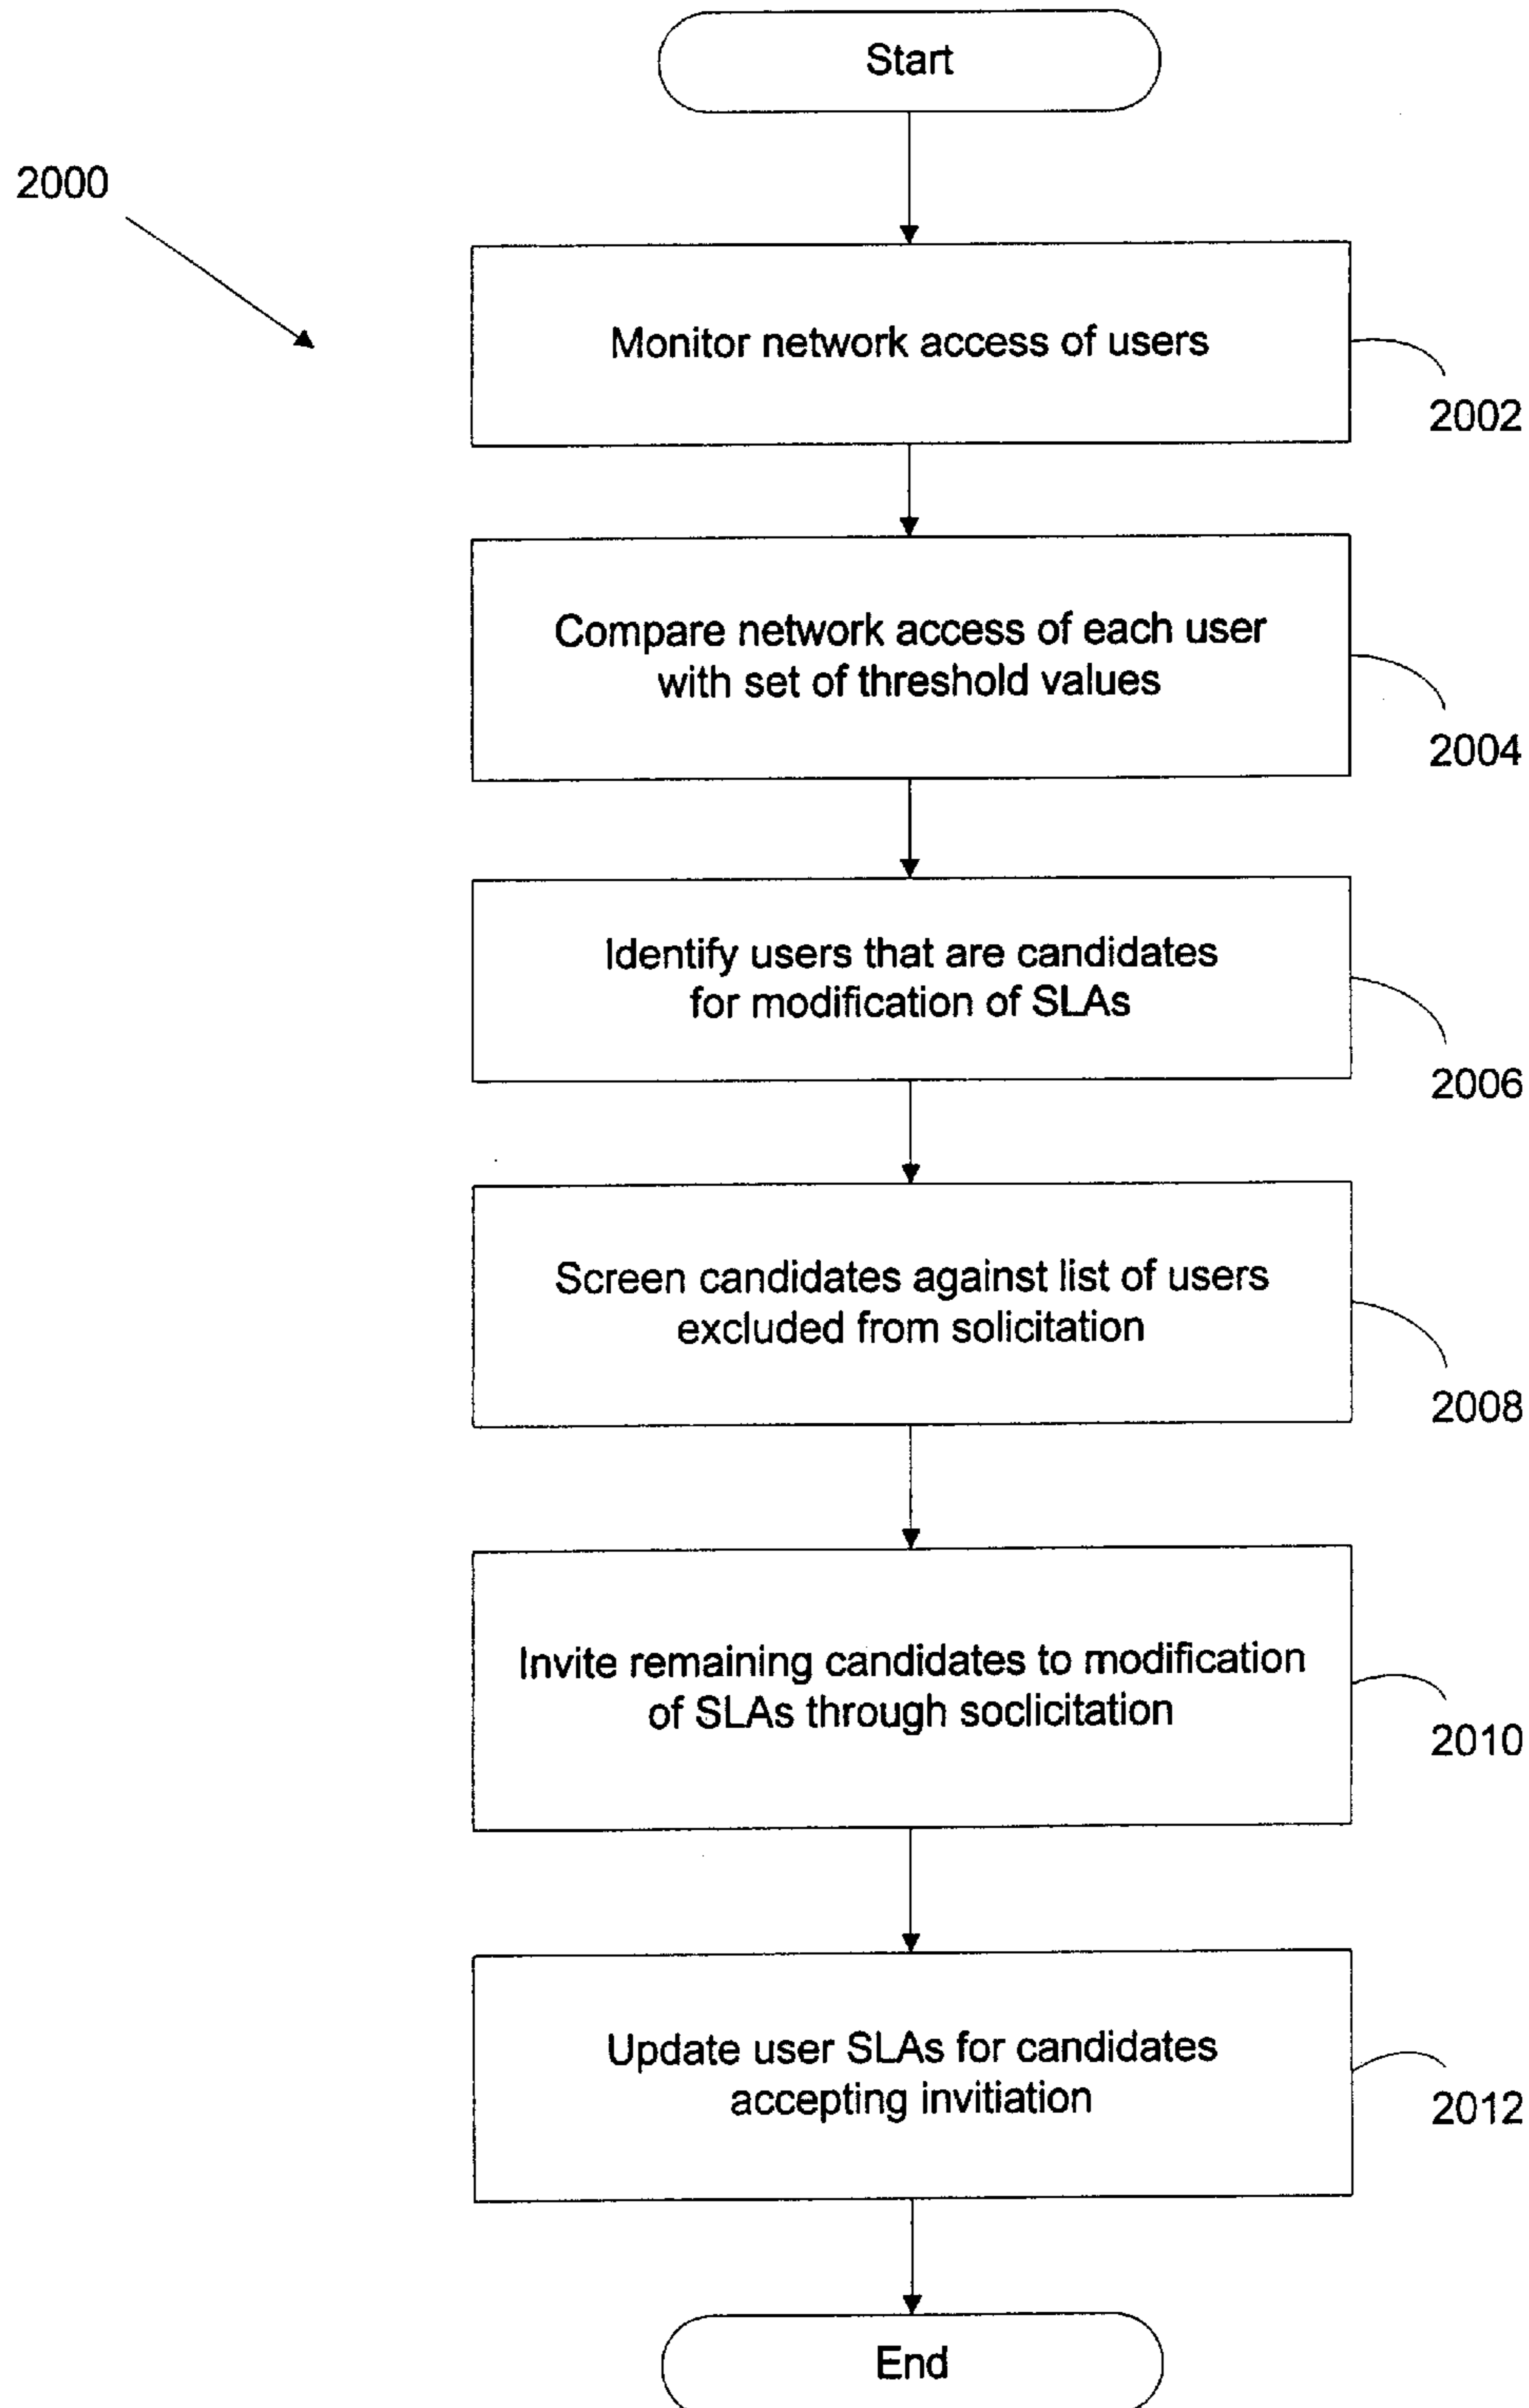 Start
2000
Monitor network access of users
2002
Compare network access of each user
with set of threshold values
2004
Identify users that are candidates
for modification of SLAs
2006
Screen candidates against list of users
excluded from solicitation
2008
Invite remaining candidates to modification
of SLAs through soclicitation
2010
Update user SLAs for candidates
accepting invitiation
2012
End